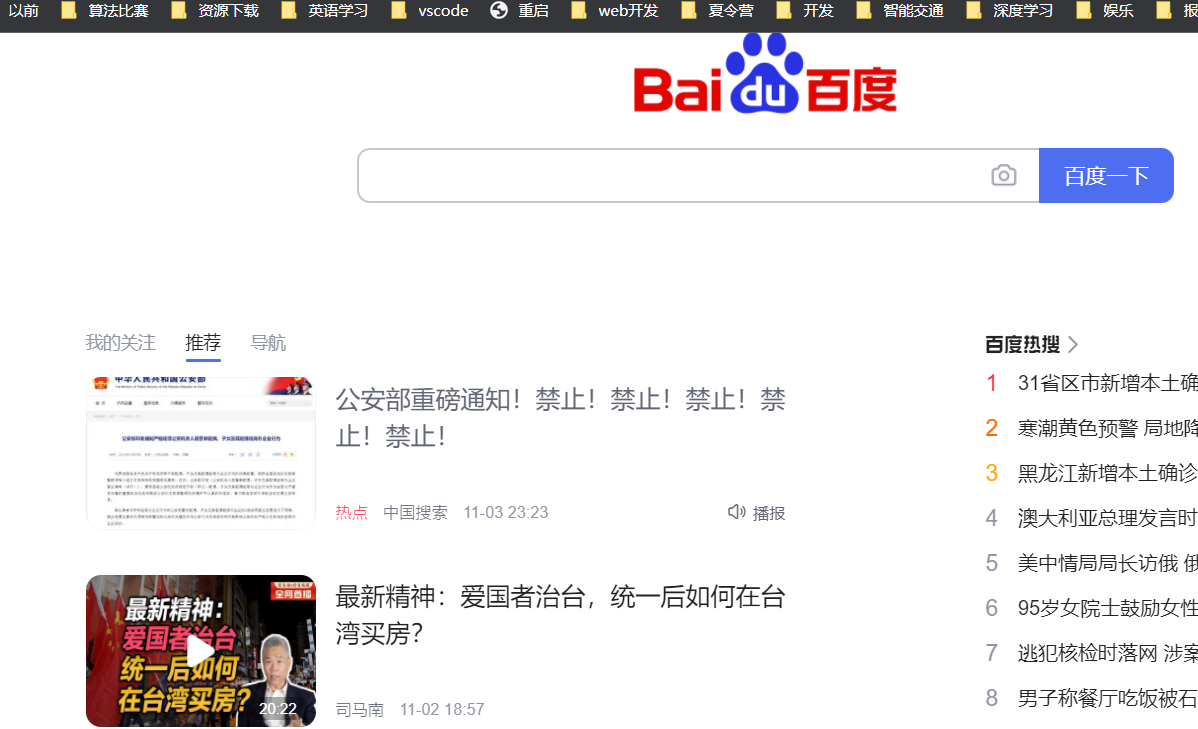 以前 算法比赛 资源下载 英语学习 vscode 重启 web开发 夏令营 开发 智能交通 深度学习 娱乐 报
Bai du 百度
百度一下
我的关注 推荐 导航
中华人民共和国公安部
公安部重磅通知！禁止！禁止！禁止！禁
止！禁止！
热点 中国搜索 11-03 23:23 播报
最新精神：
爱国者治台
统一后如何
在台湾买房？
全网首播
20:22
最新精神：爱国者治台，统一后如何在台
湾买房？
司马南 11-02 18:57
百度热搜
1 31省区市新增本土确
2 寒潮黄色预警 局地降
3 黑龙江新增本土确诊
4 澳大利亚总理发言时
5 美中情局局长访俄 俄
6 95岁女院士鼓励女性
7 逃犯核检时落网 涉案
8 男子称餐厅吃饭被石